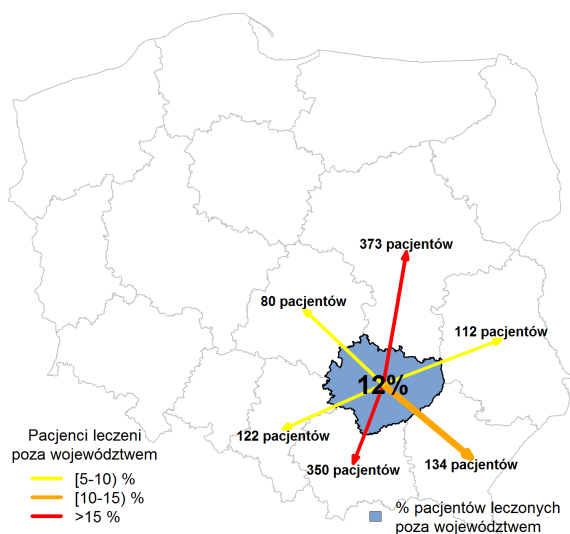 373 pacjentów
80 pacjentów
112 pacjentów
12%
122 pacjentów
350 pacjentów
134 pacjentów
Pacjenci leczeni
poza województwem
[5-10) %
[10-15) %
>15 %
% pacjentów leczonych
poza województwem